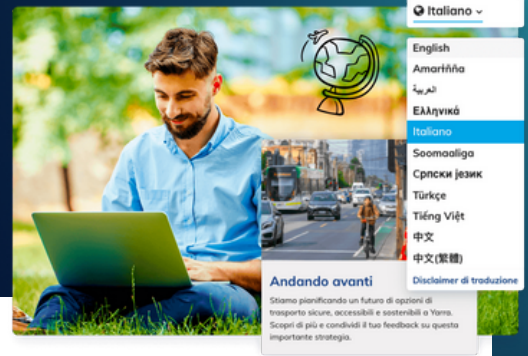 Italiano
English
Amarıñña
العربية
Ελληνικά
Italiano
Soomaaliga
Српски језик
Türkçe
Tiếng Việt
中文
中文(繁體)
Disclaimer di traduzione
Andando avanti
Stiamo pianificando un futuro di opzioni di
trasporto sicure, accessibili e sostenibili a Yarra.
Scopri di più e condividi il tuo feedback su questa
importante strategia.